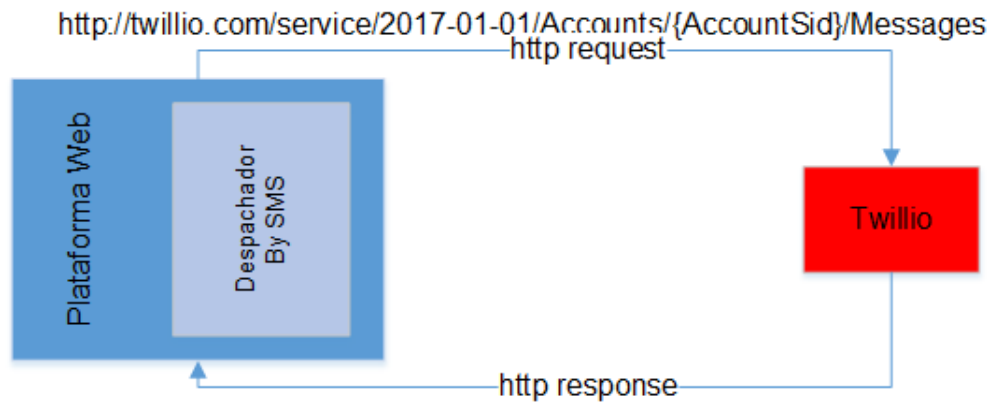 http://twillio.com/service/2017-01-01/Accounts/{AccountSid}/Messages
http request
Plataforma Web
Despachador
By SMS
Twillio
http response